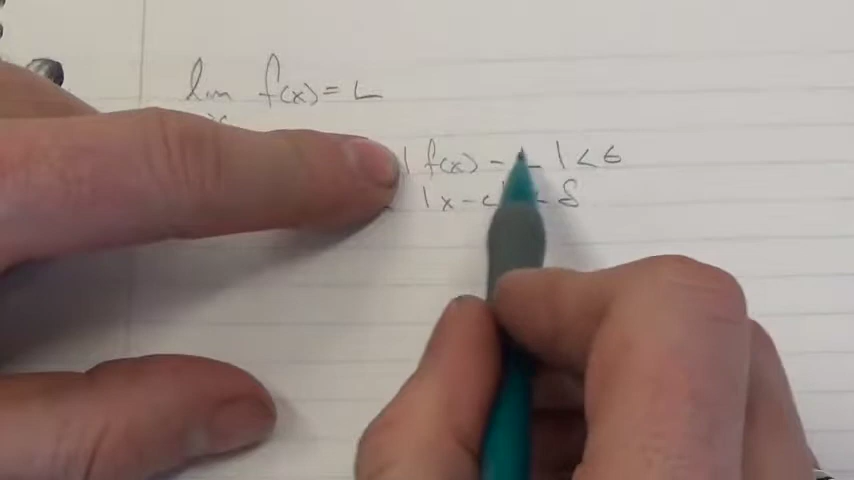 lim f(x) = L
x
| f(x) - L | < ε
| x - c | < δ